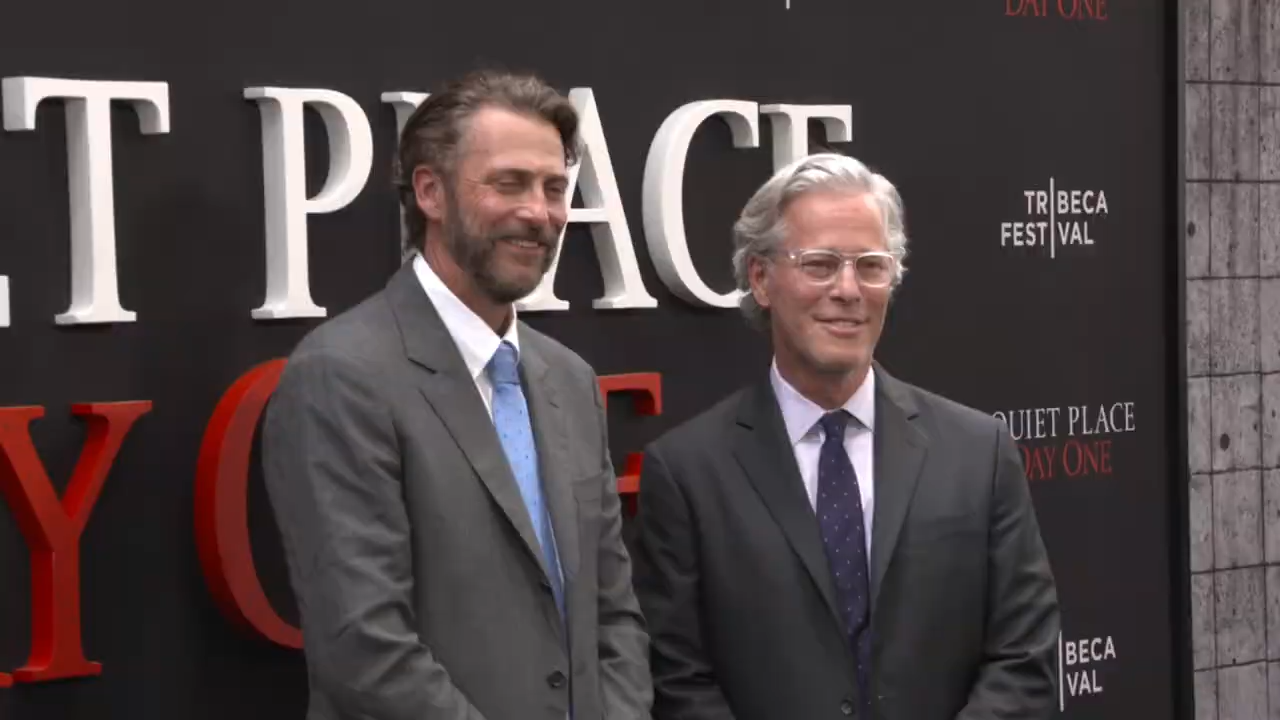 DAY ONE
T PLACE
Y O E
TRIBECA
FESTIVAL
QUIET PLACE
DAY ONE
BECA
VAL